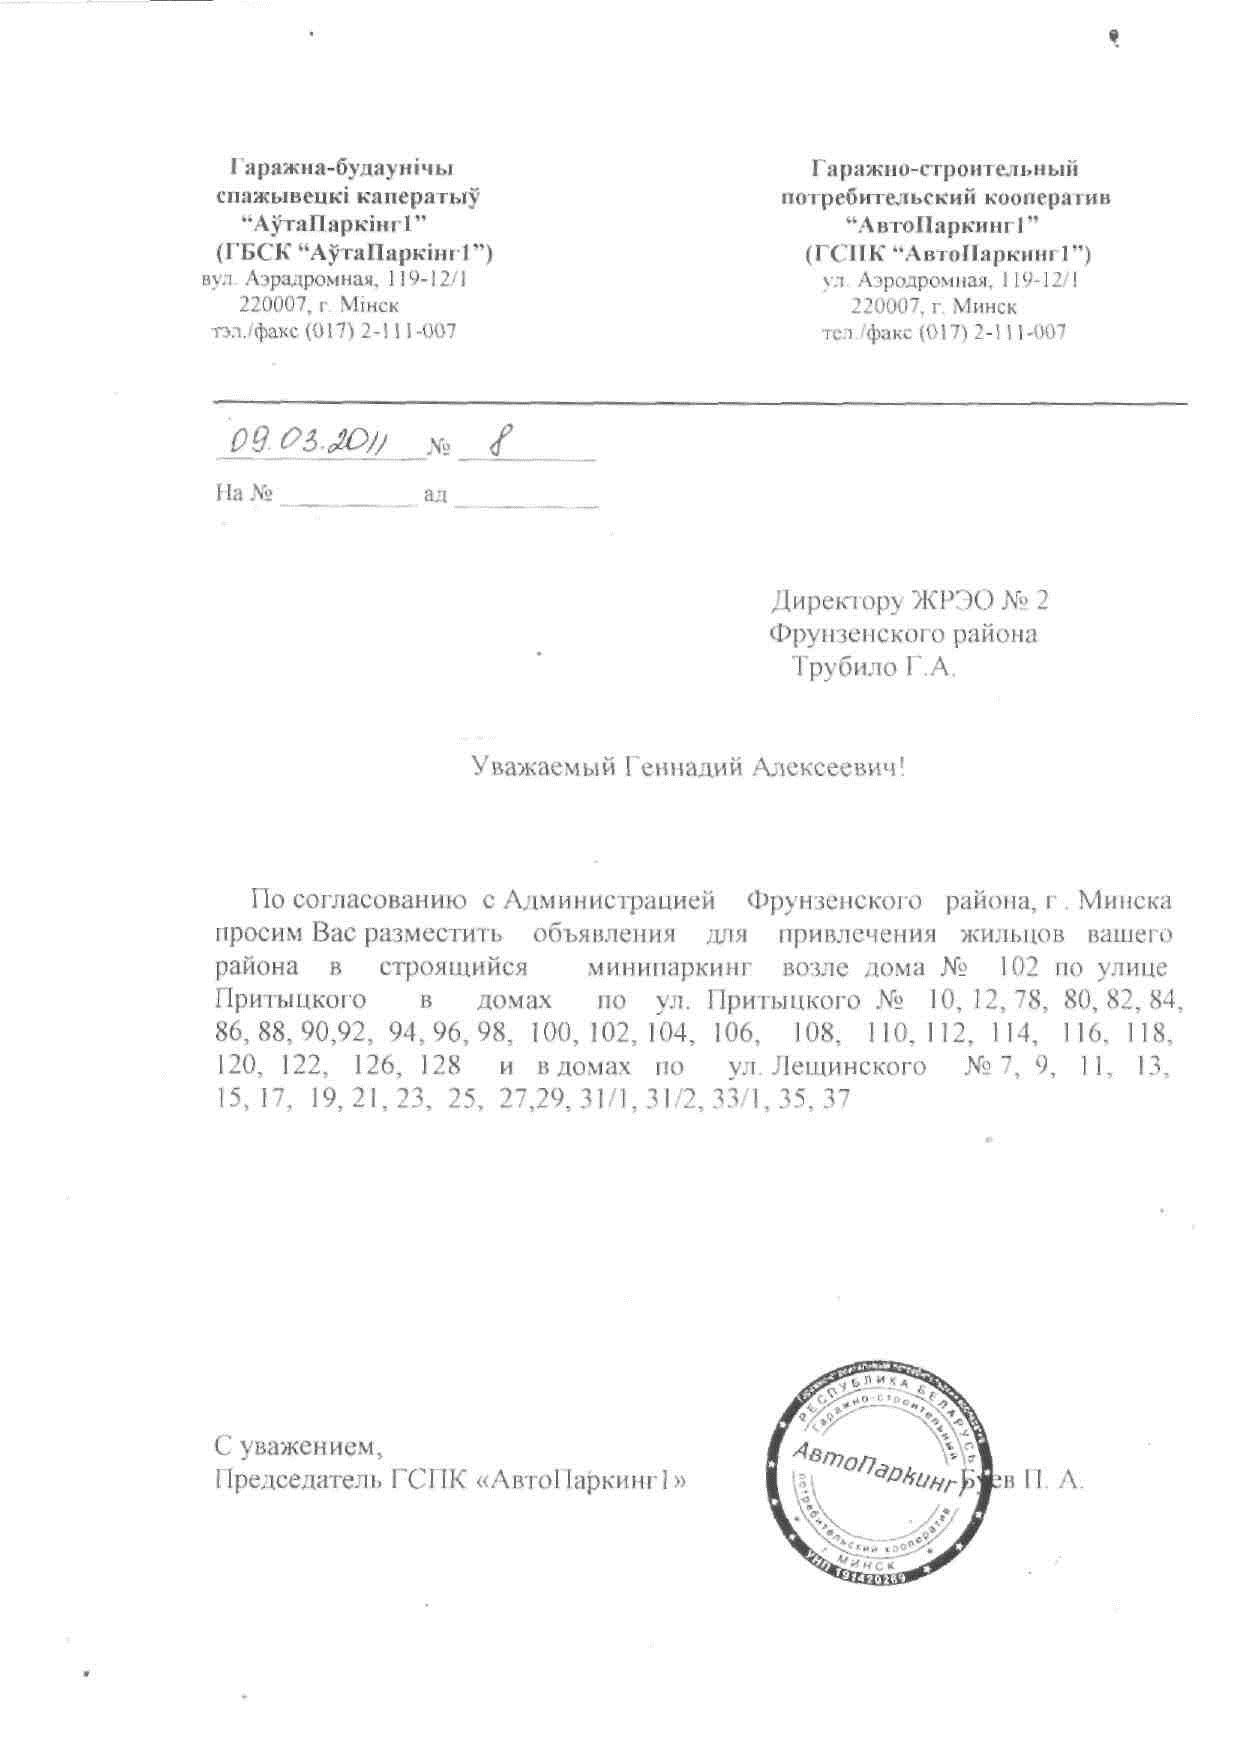 Гаражна-будаўнічы
спажывецкі каператыў
“АўтаПаркінг1”
(ГБСК “АўтаПаркінг1”)
вул. Аэрадромная, 119-12/1
220007, г. Мінск
тэл./факс (017) 2-111-007
Гаражно-строительный
потребительский кооператив
“АвтоПаркинг1”
(ГСПК “АвтоПаркинг1”)
ул. Аэродромная, 119-12/1
220007, г. Минск
тел./факс (017) 2-111-007
09.03.2011 № 8
На № ад
Директору ЖРЭО № 2
Фрунзенского района
Трубило Г.А.
Уважаемый Геннадий Алексеевич!
По согласованию с Администрацией Фрунзенского района, г . Минска
просим Вас разместить объявления для привлечения жильцов вашего
района в строящийся минипаркинг возле дома № 102 по улице
Притыцкого в домах по ул. Притыцкого № 10, 12, 78, 80, 82, 84,
86, 88, 90,92, 94, 96, 98, 100, 102, 104, 106, 108, 110, 112, 114, 116, 118,
120, 122, 126, 128 и в домах по ул. Лещинского № 7, 9, 11, 13,
15, 17, 19, 21, 23, 25, 27,29, 31/1, 31/2, 33/1, 35, 37
С уважением,
Председатель ГСПК «АвтоПаркинг1» Буев П. А.
РЕСПУБЛИКА БЕЛАРУСЬ
Гаражно-строительный
АвтоПаркинг1
потребительский кооператив
г. МИНСК
УНП 191420269